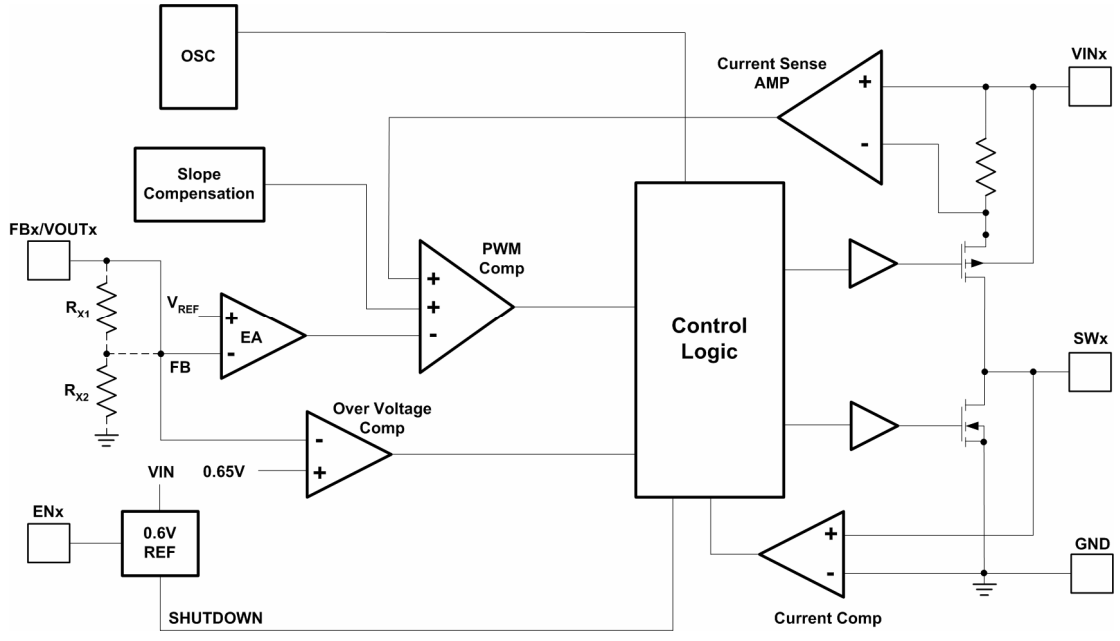 OSC
Current Sense
AMP
VINx
+
-
Slope
Compensation
FBx/VOUTx
PWM
Comp
+
+
-
RX1
VREF
+
EA
-
FB
RX2
Control
Logic
SWx
Over Voltage
Comp
-
+
VIN
0.65V
ENx
0.6V
REF
+
-
GND
SHUTDOWN
Current Comp